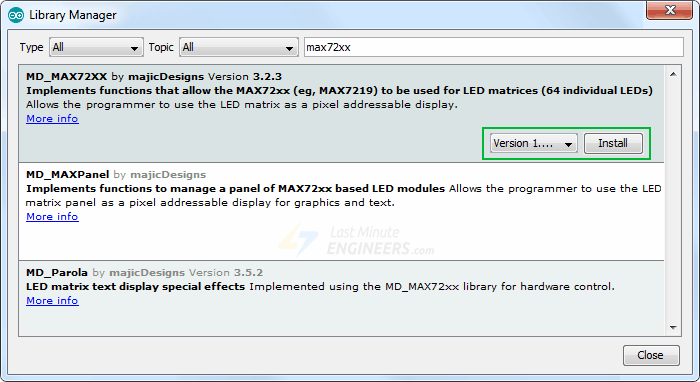 Library Manager
Type All Topic All max72xx
MD_MAX72XX by majicDesigns Version 3.2.3
Implements functions that allow the MAX72xx (eg, MAX7219) to be used for LED matrices (64 individual LEDs)
Allows the programmer to use the LED matrix as a pixel addressable display.
More info
Version 1.... Install
MD_MAXPanel by majicDesigns
Implements functions to manage a panel of MAX72xx based LED modules Allows the programmer to use the LED
matrix panel as a pixel addressable display for graphics and text.
More info
Last Minute
ENGINEERS.com
MD_Parola by majicDesigns Version 3.5.2
LED matrix text display special effects Implemented using the MD_MAX72xx library for hardware control.
More info
Close